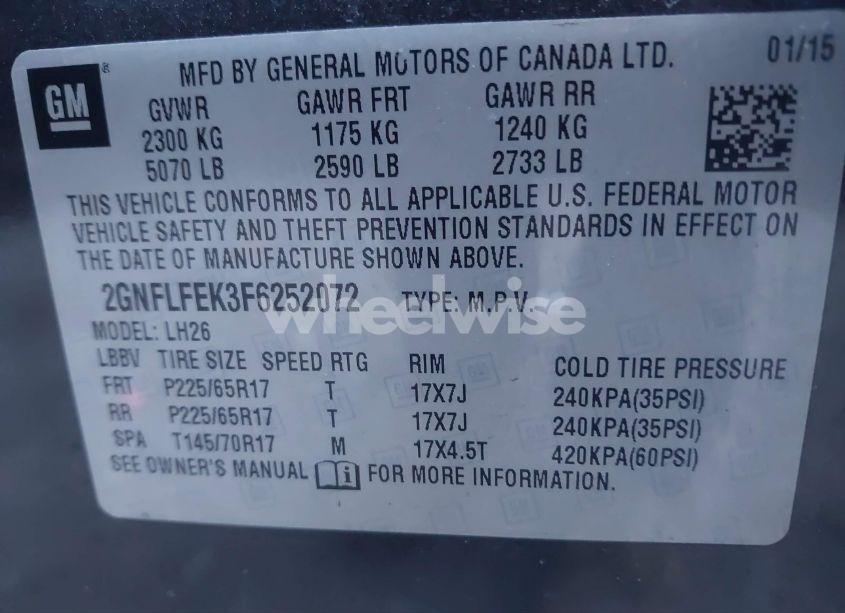 GM
MFD BY GENERAL MOTORS OF CANADA LTD. 01/15
GVWR GAWR FRT GAWR RR
2300 KG 1175 KG 1240 KG
5070 LB 2590 LB 2733 LB
THIS VEHICLE CONFORMS TO ALL APPLICABLE U.S. FEDERAL MOTOR
VEHICLE SAFETY AND THEFT PREVENTION STANDARDS IN EFFECT ON
THE DATE OF MANUFACTURE SHOWN ABOVE.
2GNFLFEK3F6252072 TYPE: M.P.V.
wheelwise
MODEL: LH26
LBBV TIRE SIZE SPEED RTG RIM COLD TIRE PRESSURE
FRT P225/65R17 T 17X7J 240KPA(35PSI)
RR P225/65R17 T 17X7J 240KPA(35PSI)
SPA T145/70R17 M 17X4.5T 420KPA(60PSI)
SEE OWNER'S MANUAL i FOR MORE INFORMATION.